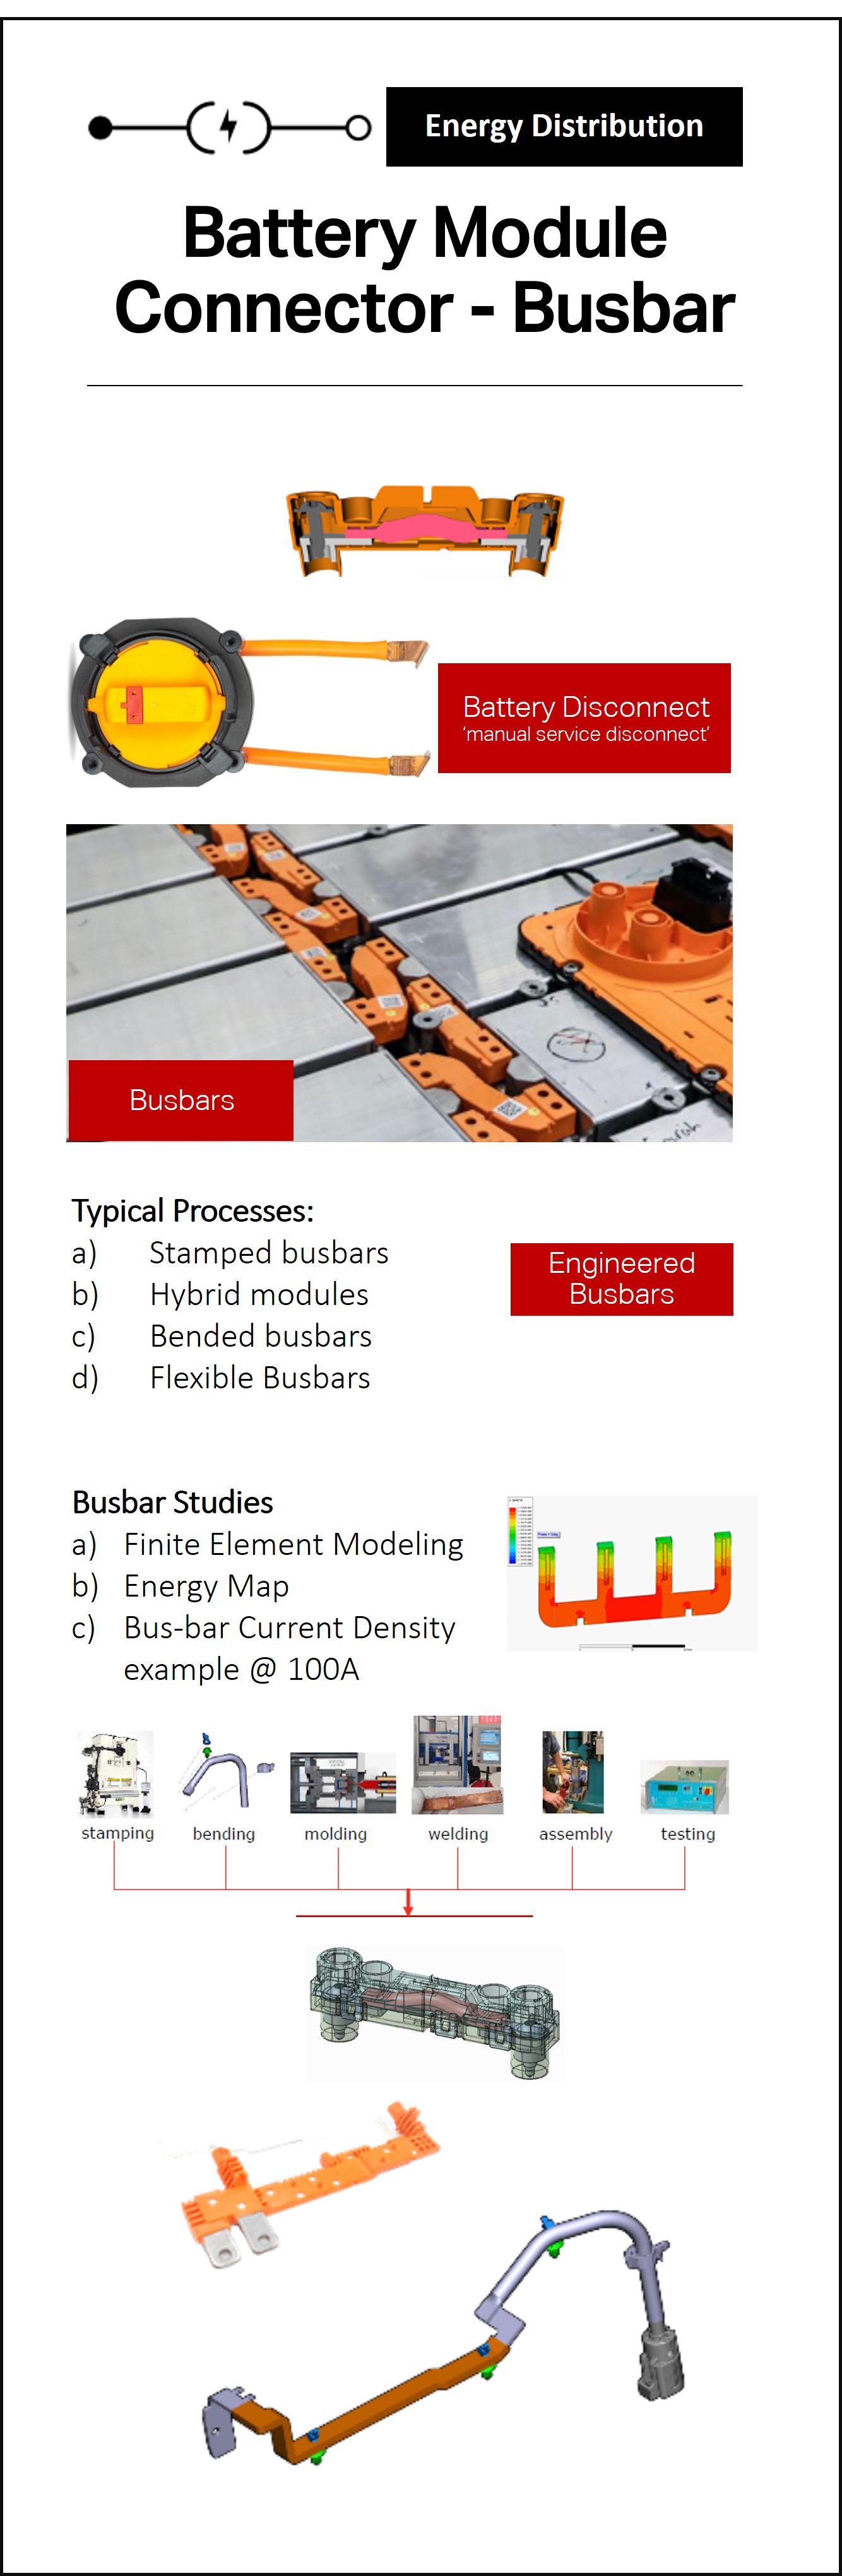 Energy Distribution
Battery Module
Connector - Busbar
Battery Disconnect
'manual service disconnect'
Busbars
Typical Processes:
a) Stamped busbars
b) Hybrid modules
c) Bended busbars
d) Flexible Busbars
Engineered
Busbars
Busbar Studies
a) Finite Element Modeling
b) Energy Map
c) Bus-bar Current Density
example @ 100A
stamping
bending
molding
welding
assembly
testing